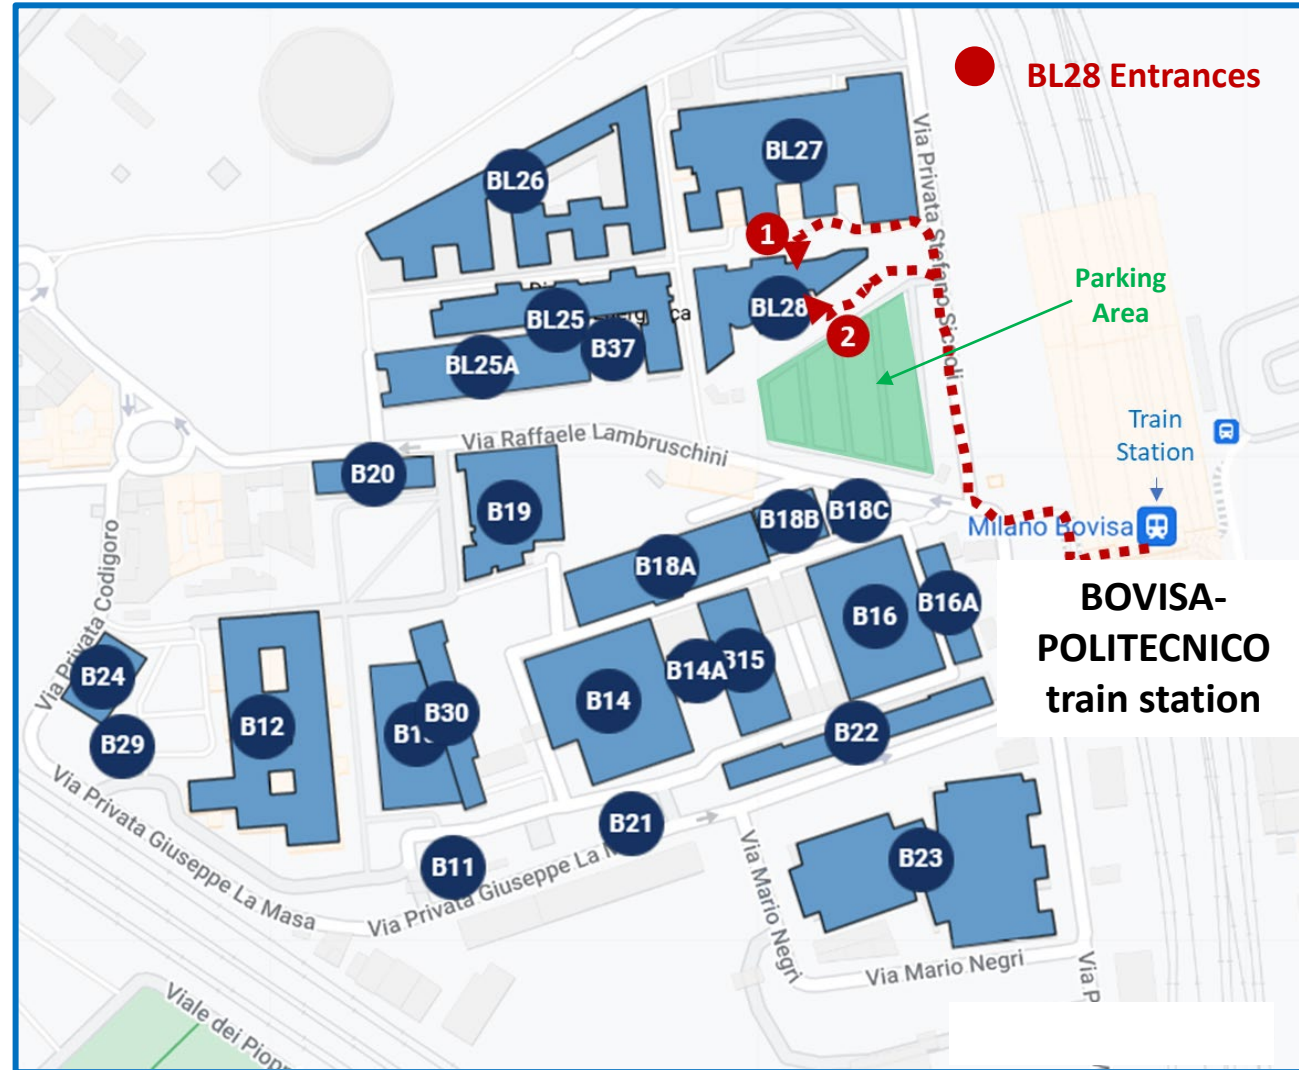 BL28 Entrances
BL27
BL26
Via Privata Stefano Siccoli
1
Parking
Area
BL28
BL25
2
B37
BL25A
Train
Station
Via Raffaele Lambruschini
B20
B19
B18B
B18C
Milano Bovisa
B18A
Via Privata Codigoro
BOVISA-
POLITECNICO
train station
B16
B16A
B24
B14A
B15
B14
B30
B12
B29
B22
Via Privata Giuseppe La Masa
B21
B11
Via Privata Giuseppe La
B23
Via Mario Negri
Via Mario Negri
Via
Viale dei